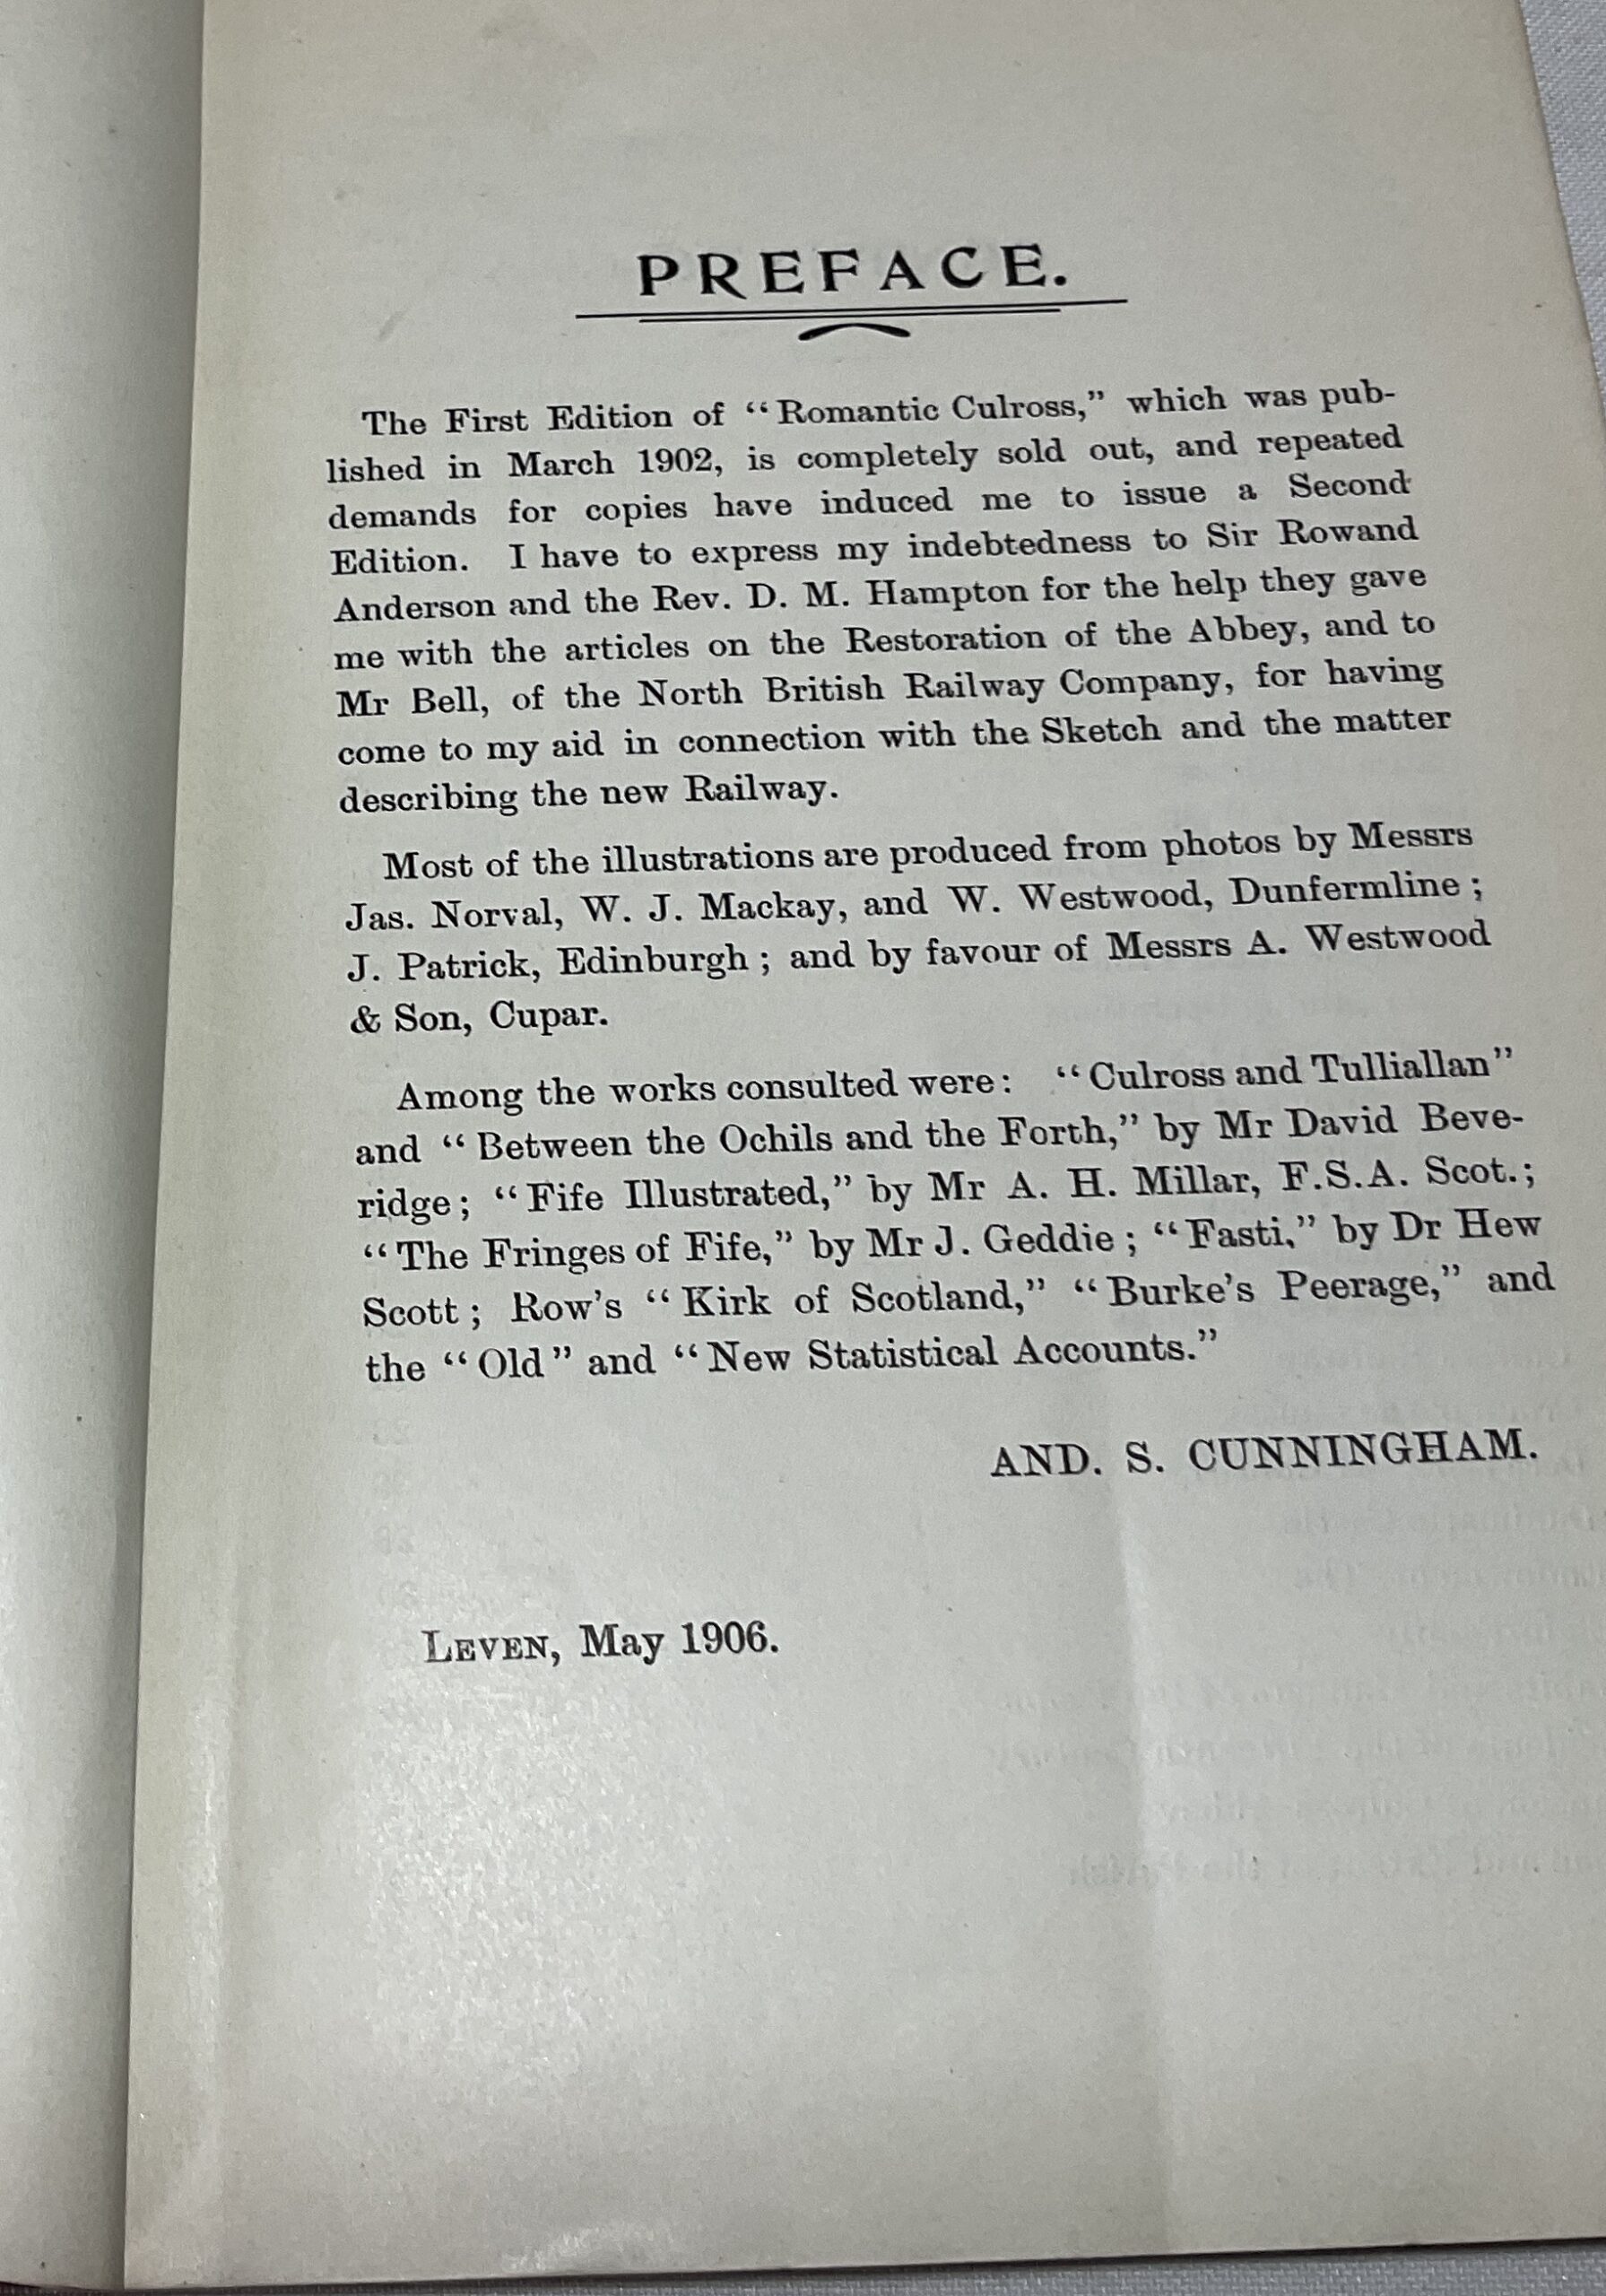 PREFACE.
The First Edition of “Romantic Culross,” which was pub-
lished in March 1902, is completely sold out, and repeated
demands for copies have induced me to issue a Second
Edition. I have to express my indebtedness to Sir Rowand
Anderson and the Rev. D. M. Hampton for the help they gave
me with the articles on the Restoration of the Abbey, and to
Mr Bell, of the North British Railway Company, for having
come to my aid in connection with the Sketch and the matter
describing the new Railway.
Most of the illustrations are produced from photos by Messrs
Jas. Norval, W. J. Mackay, and W. Westwood, Dunfermline ;
J. Patrick, Edinburgh ; and by favour of Messrs A. Westwood
& Son, Cupar.
Among the works consulted were: “Culross and Tulliallan”
and “Between the Ochils and the Forth,” by Mr David Beve-
ridge; “Fife Illustrated,” by Mr A. H. Millar, F.S.A. Scot.;
“The Fringes of Fife,” by Mr J. Geddie ; “Fasti,” by Dr Hew
Scott ; Row’s “Kirk of Scotland,” “Burke’s Peerage,” and
the “Old” and “New Statistical Accounts.”
AND. S. CUNNINGHAM.
LEVEN, May 1906.